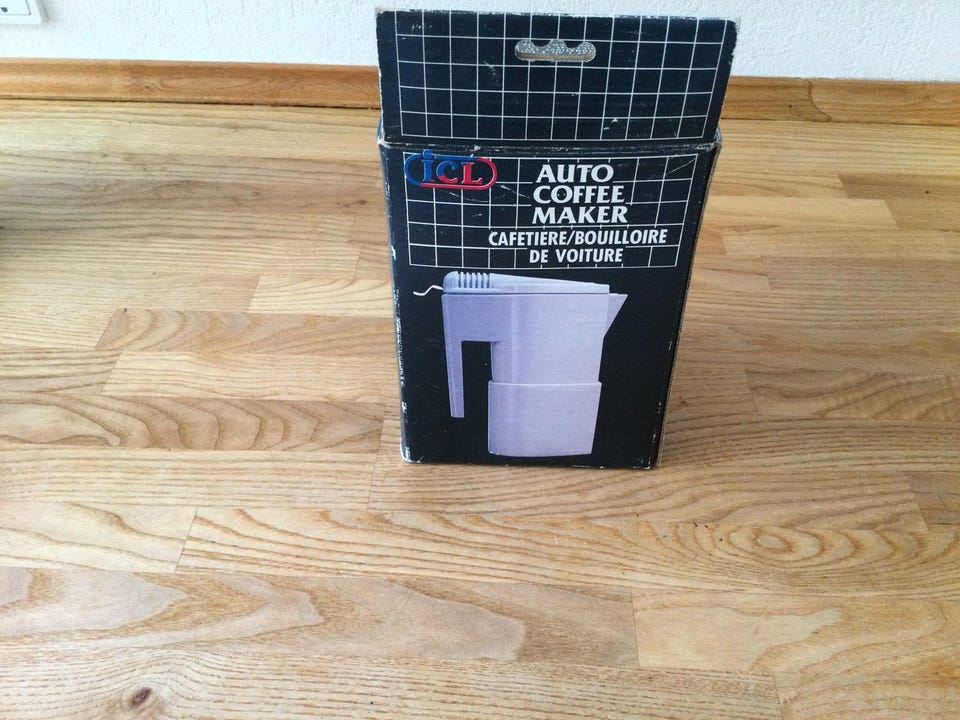 iCL
AUTO
COFFEE
MAKER
CAFETIERE/BOUILLOIRE
DE VOITURE